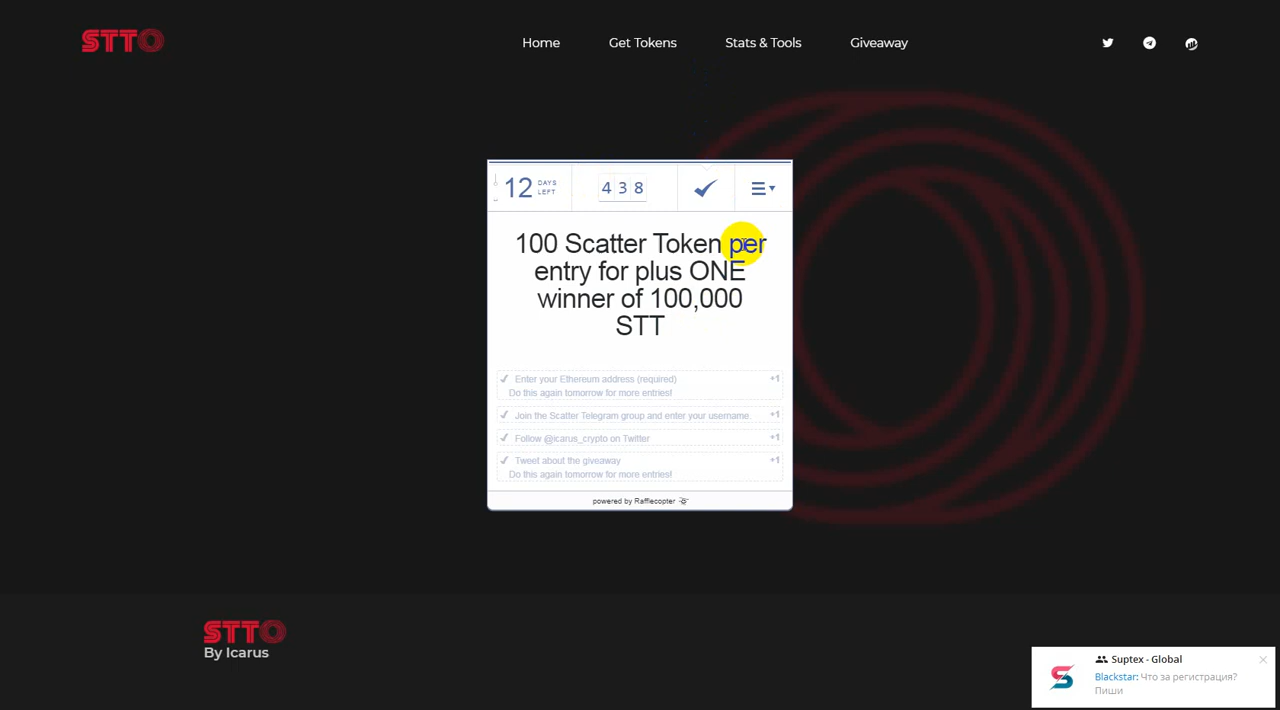 STTO
Home
Get Tokens
Stats & Tools
Giveaway
12 DAYS LEFT
438
100 Scatter Token per
entry for plus ONE
winner of 100,000
STT
Enter your Ethereum address (required) +1
Do this again tomorrow for more entries!
Join the Scatter Telegram group and enter your username. +1
Follow @icarus_crypto on Twitter +1
Tweet about the giveaway +1
Do this again tomorrow for more entries!
powered by Rafflecopter
STTO
By Icarus
Suptex - Global
Blackstar: Что за регистрация?
Пиши